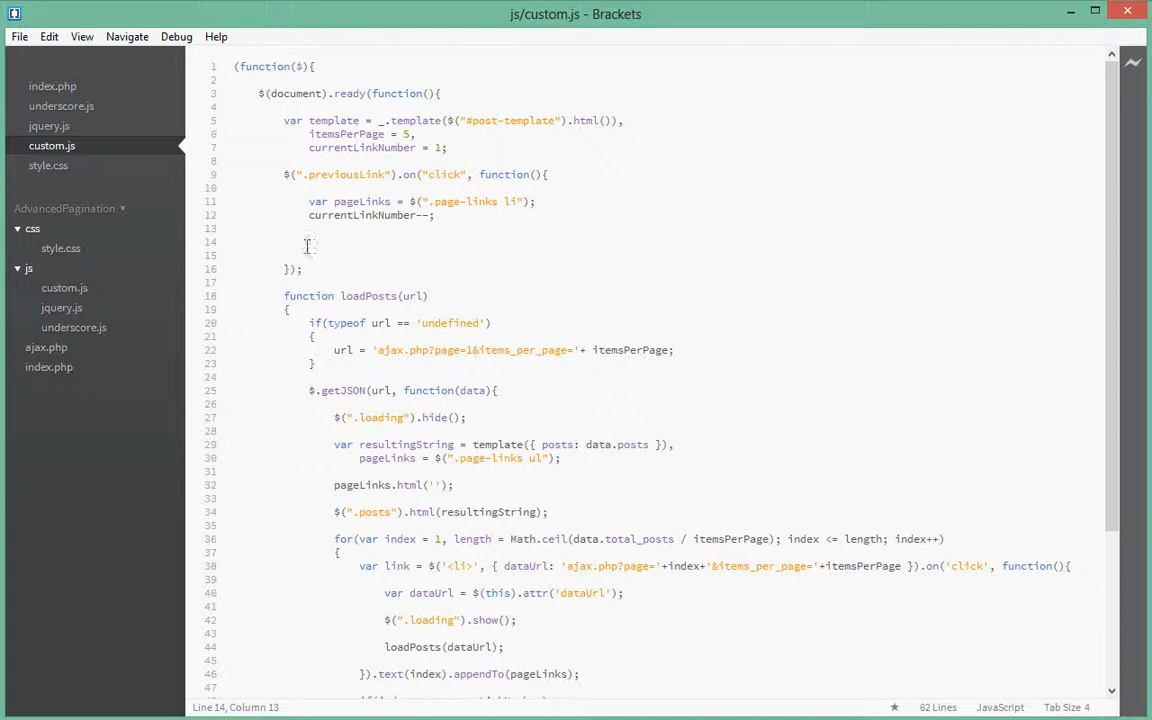 js/custom.js - Brackets
File Edit View Navigate Debug Help
index.php
underscore.js
jquery.js
custom.js
style.css
AdvancedPagination
css
style.css
js
custom.js
jquery.js
underscore.js
ajax.php
index.php
1 (function($){
2
3 $(document).ready(function(){
4
5 var template = _.template($("#post-template").html()),
6 itemsPerPage = 5,
7 currentLinkNumber = 1;
8
9 $(".previousLink").on("click", function(){
10
11 var pageLinks = $(".page-links li");
12 currentLinkNumber--;
13
14
15
16 });
17
18 function loadPosts(url)
19 {
20 if(typeof url == 'undefined')
21 {
22 url = 'ajax.php?page=1&items_per_page='+ itemsPerPage;
23 }
24
25 $.getJSON(url, function(data){
26
27 $(".loading").hide();
28
29 var resultingString = template({ posts: data.posts }),
30 pageLinks = $(".page-links ul");
31
32 pageLinks.html('');
33
34 $(".posts").html(resultingString);
35
36 for(var index = 1, length = Math.ceil(data.total_posts / itemsPerPage); index <= length; index++)
37 {
38 var link = $('<li>', { dataUrl: 'ajax.php?page='+index+'&items_per_page='+itemsPerPage }).on('click', function(){
39
40 var dataUrl = $(this).attr('dataUrl');
41
42 $(".loading").show();
43
44 loadPosts(dataUrl);
45
46 }).text(index).appendTo(pageLinks);
47
Line 14, Column 13
62 Lines JavaScript Tab Size 4